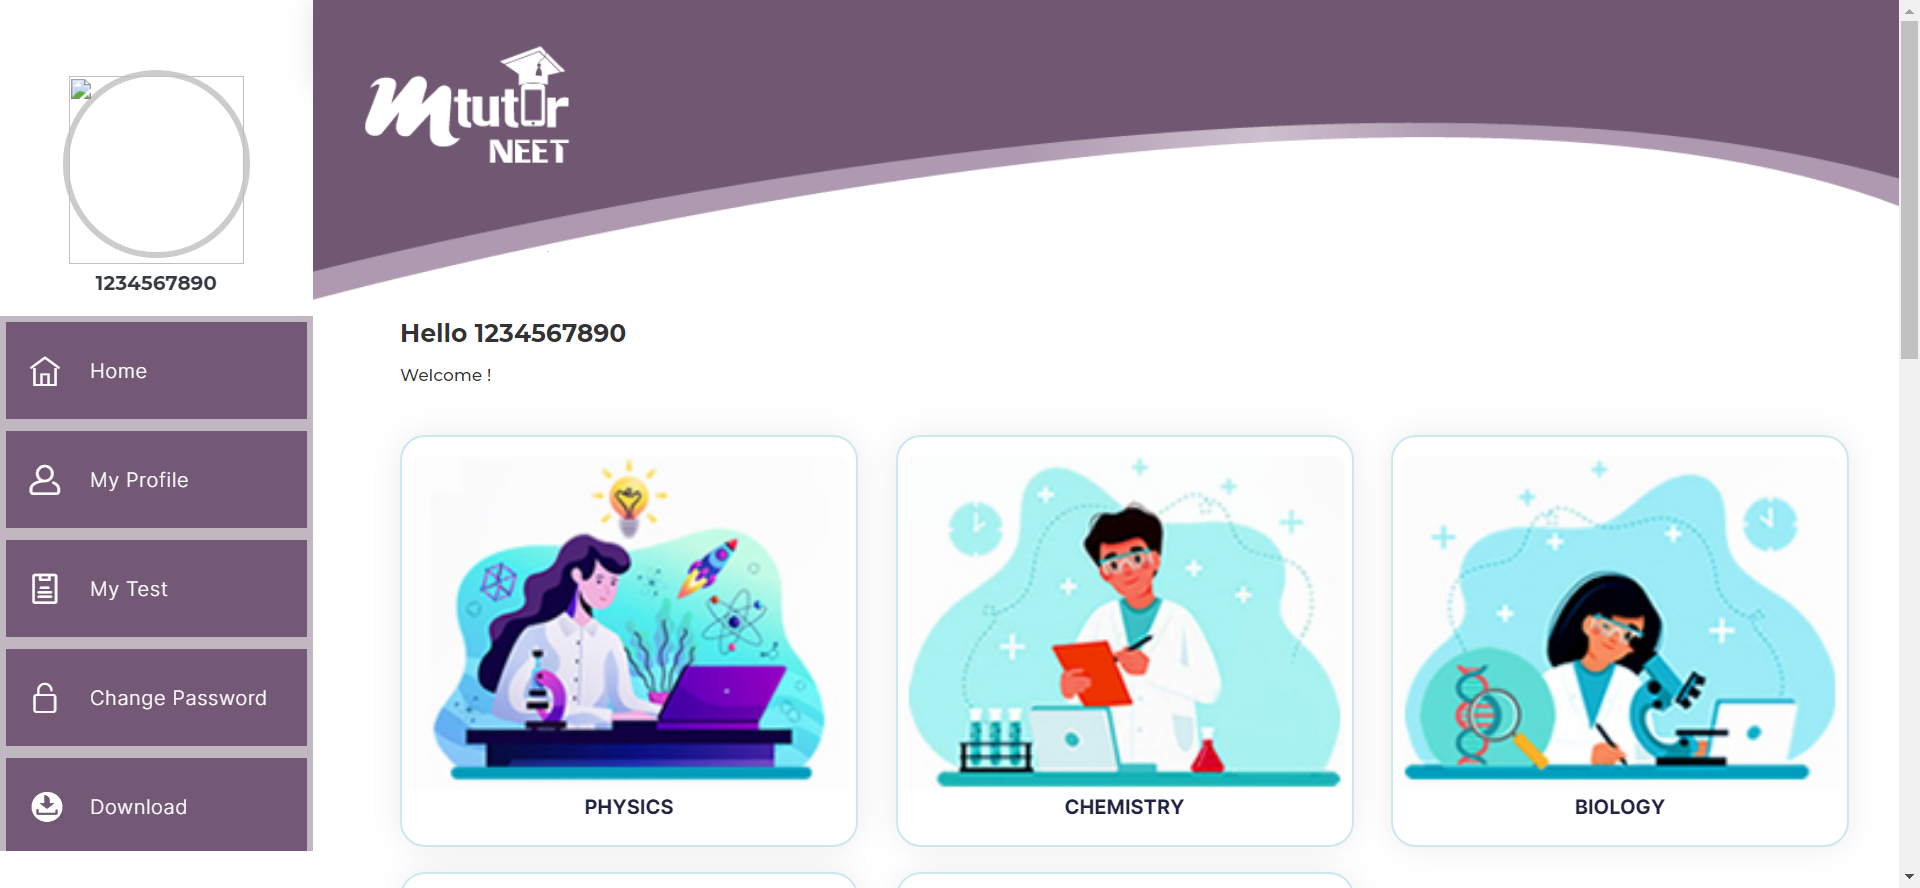 1234567890
Home
My Profile
My Test
Change Password
Download
Mtutor
NEET
Hello 1234567890
Welcome !
PHYSICS
CHEMISTRY
BIOLOGY